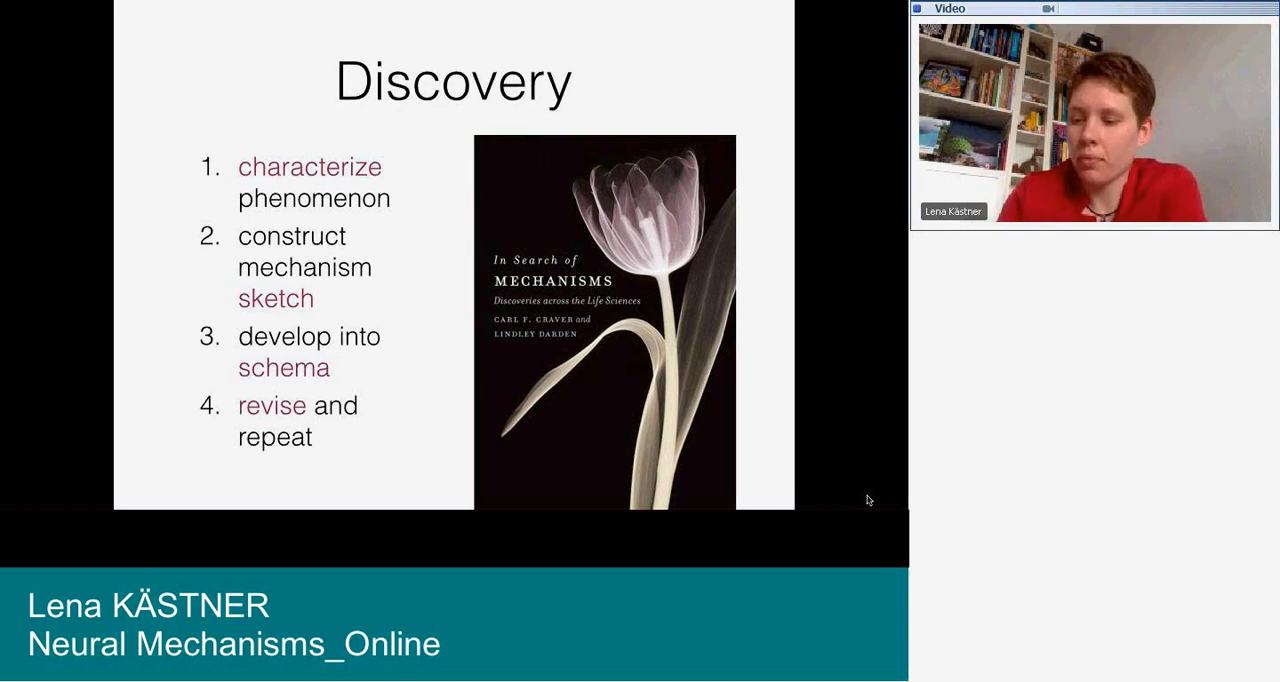 Discovery
1. characterize
phenomenon
2. construct
mechanism
sketch
3. develop into
schema
4. revise and
repeat
In Search of
MECHANISMS
Discoveries across the Life Sciences
CARL F. CRAVER and
LINDLEY DARDEN
Video
Lena Kästner
Lena KÄSTNER
Neural Mechanisms_Online